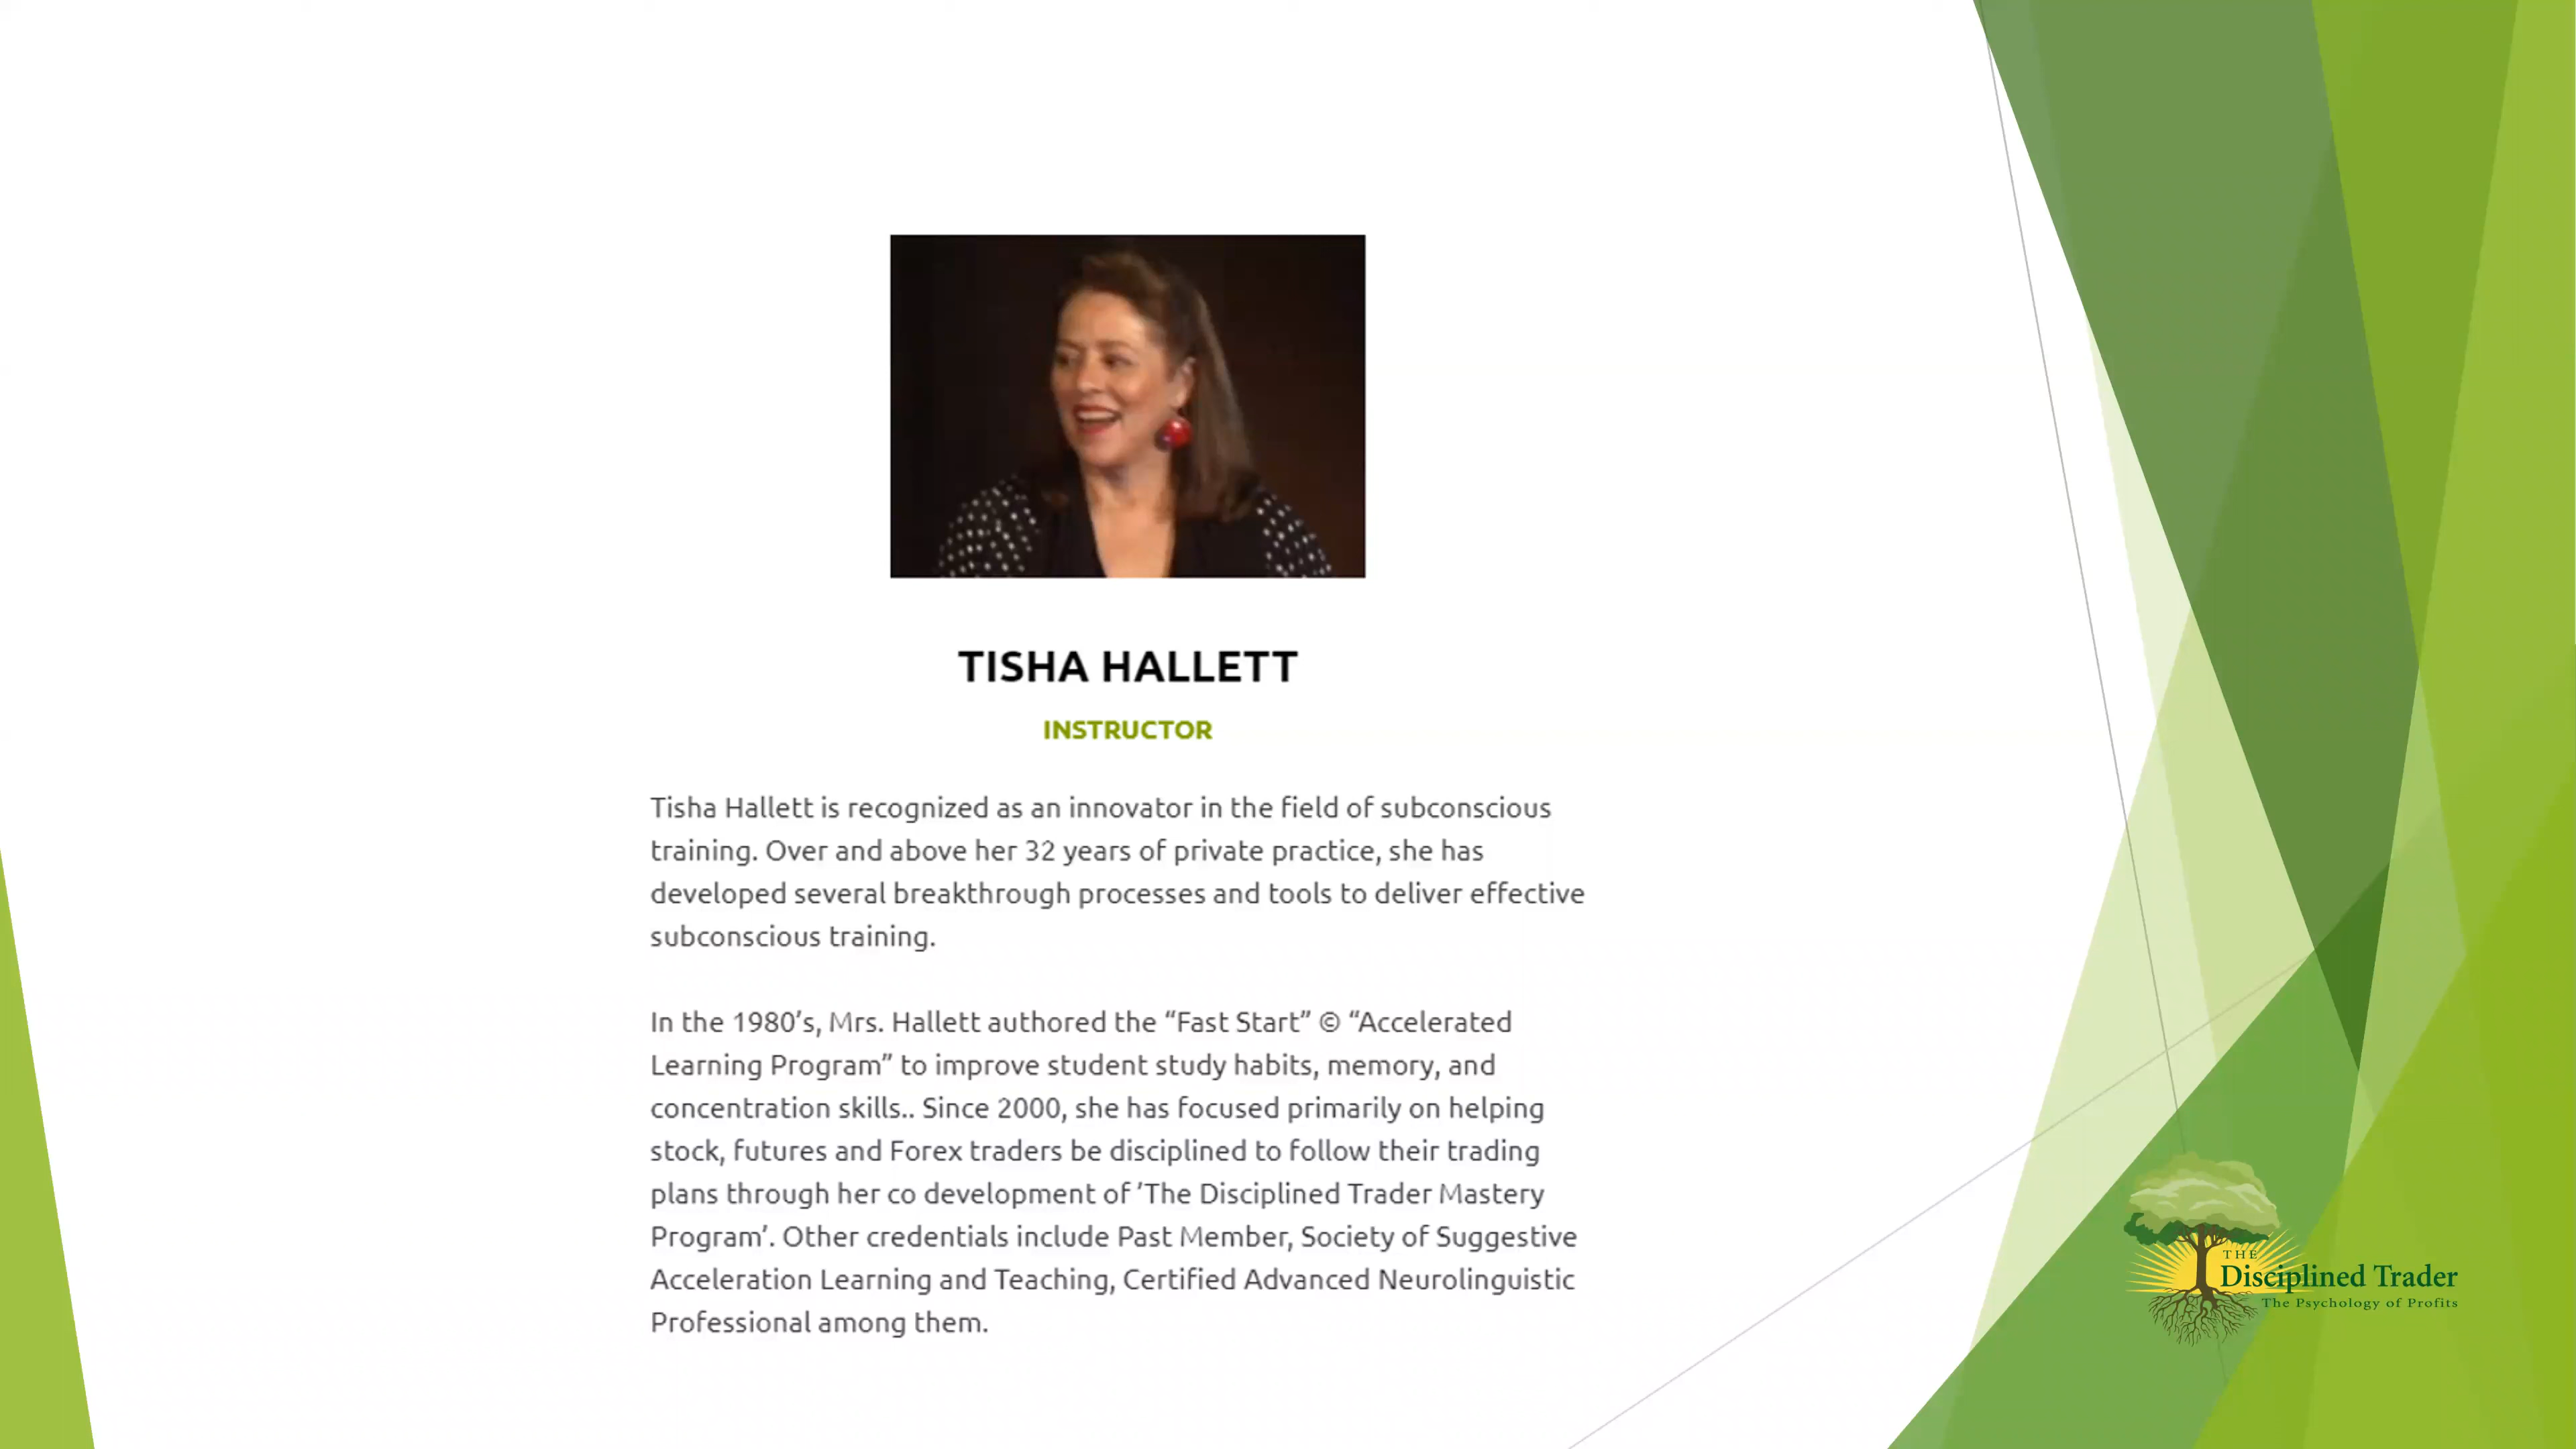 TISHA HALLETT
INSTRUCTOR
Tisha Hallett is recognized as an innovator in the field of subconscious
training. Over and above her 32 years of private practice, she has
developed several breakthrough processes and tools to deliver effective
subconscious training.
In the 1980’s, Mrs. Hallett authored the “Fast Start” © “Accelerated
Learning Program” to improve student study habits, memory, and
concentration skills.. Since 2000, she has focused primarily on helping
stock, futures and Forex traders be disciplined to follow their trading
plans through her co development of ’The Disciplined Trader Mastery
Program’. Other credentials include Past Member, Society of Suggestive
Acceleration Learning and Teaching, Certified Advanced Neurolinguistic
Professional among them.
THE
Disciplined Trader
The Psychology of Profits